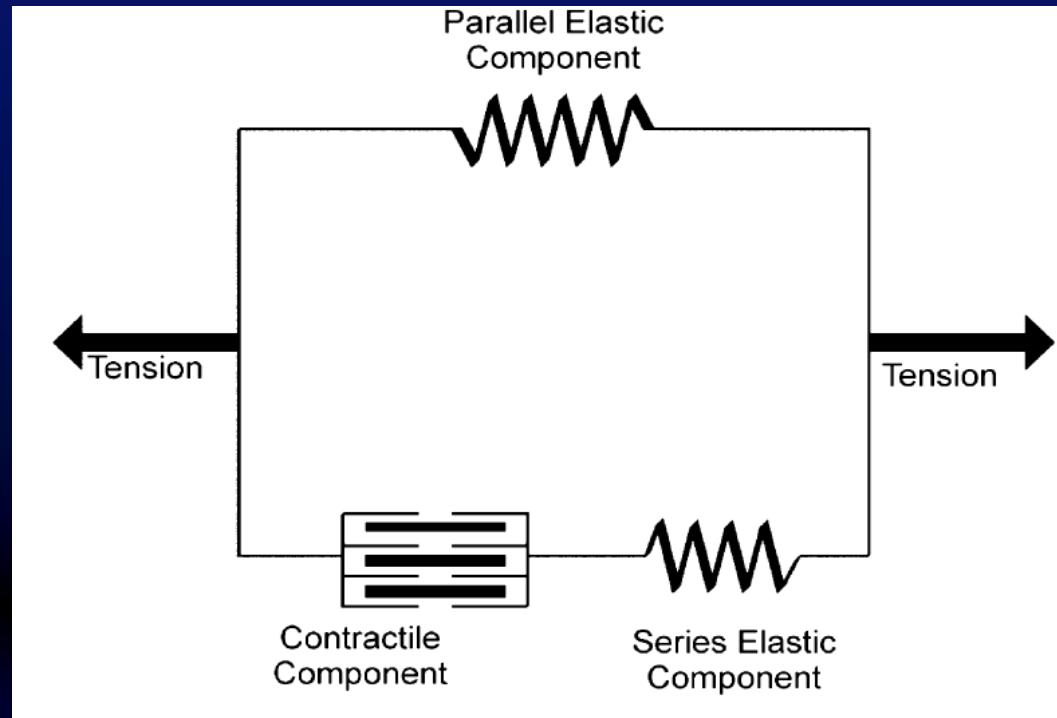 Parallel Elastic
Component
Tension
Tension
Contractile
Component
Series Elastic
Component